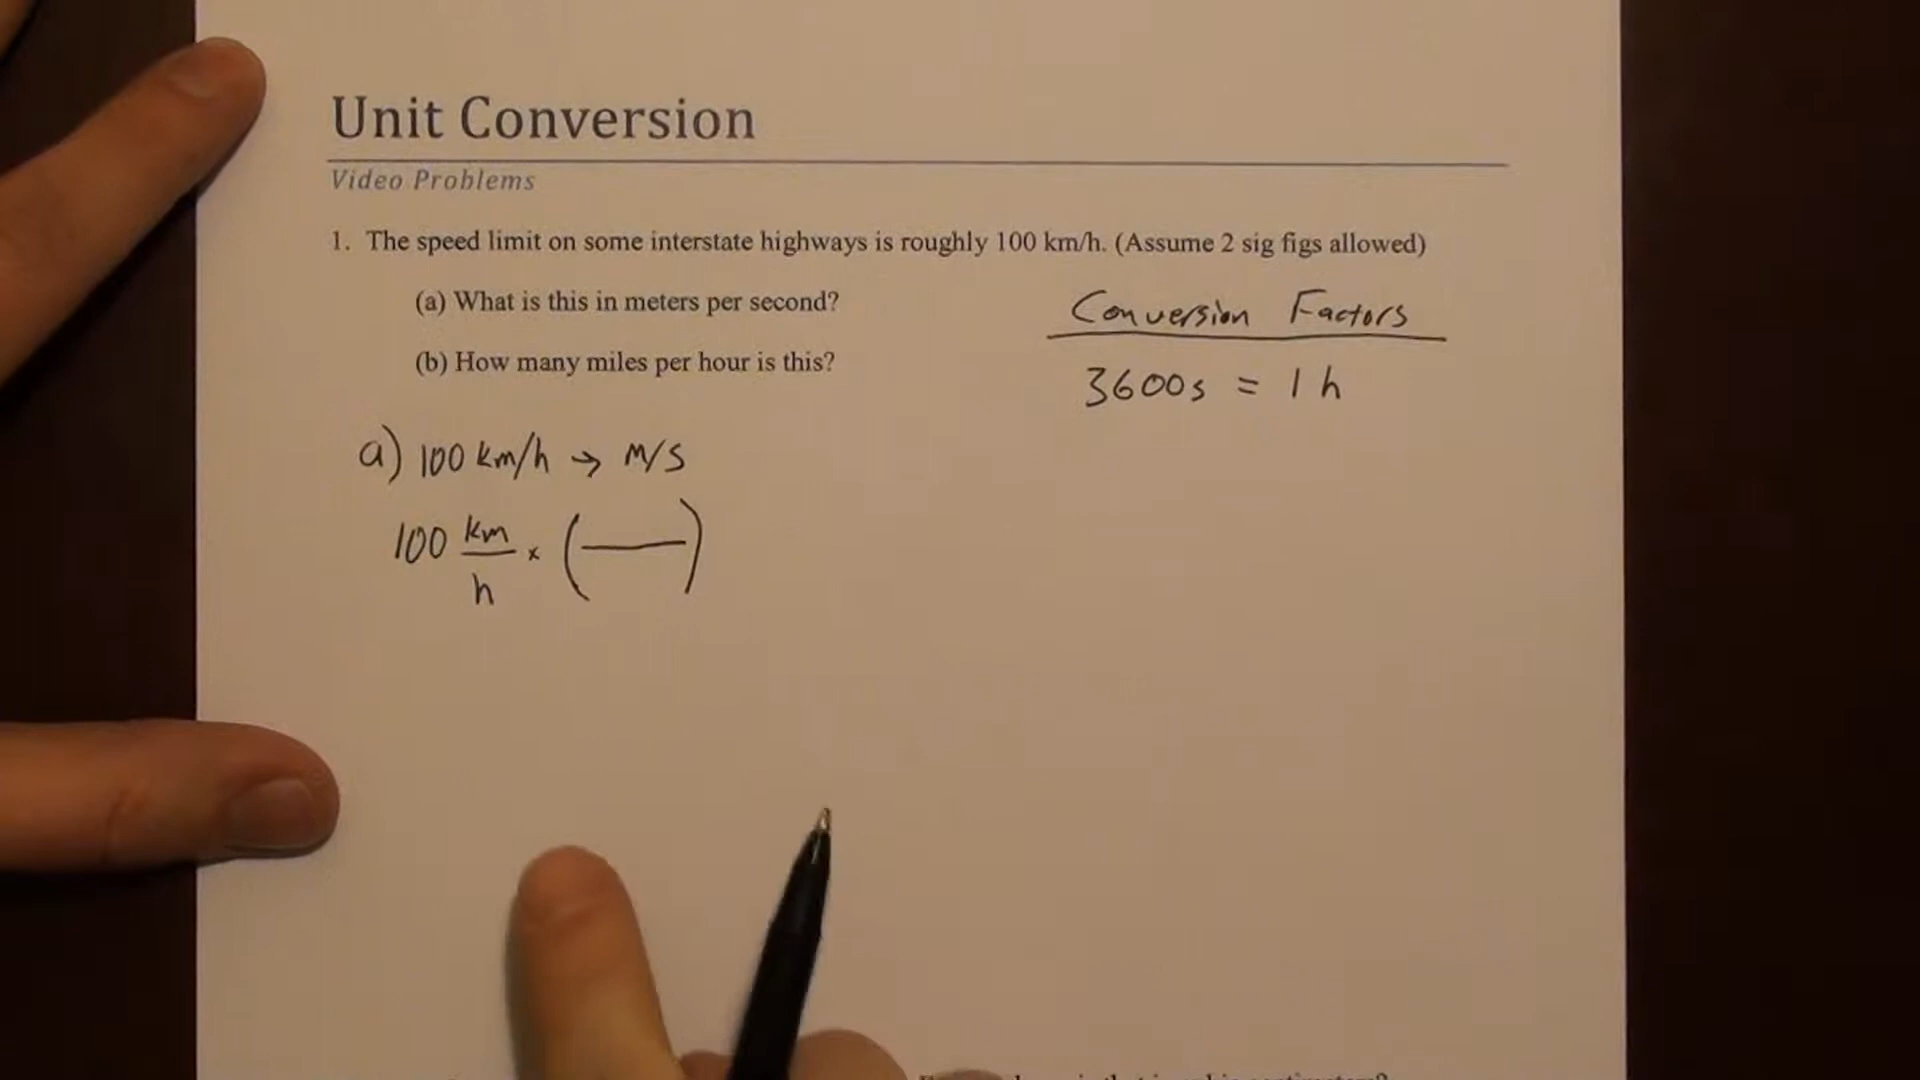 Unit Conversion
Video Problems
1. The speed limit on some interstate highways is roughly 100 km/h. (Assume 2 sig figs allowed)
(a) What is this in meters per second?
(b) How many miles per hour is this?
Conversion Factors
3600s = 1 h
a) 100 km/h → m/s
100 km/h × (—)